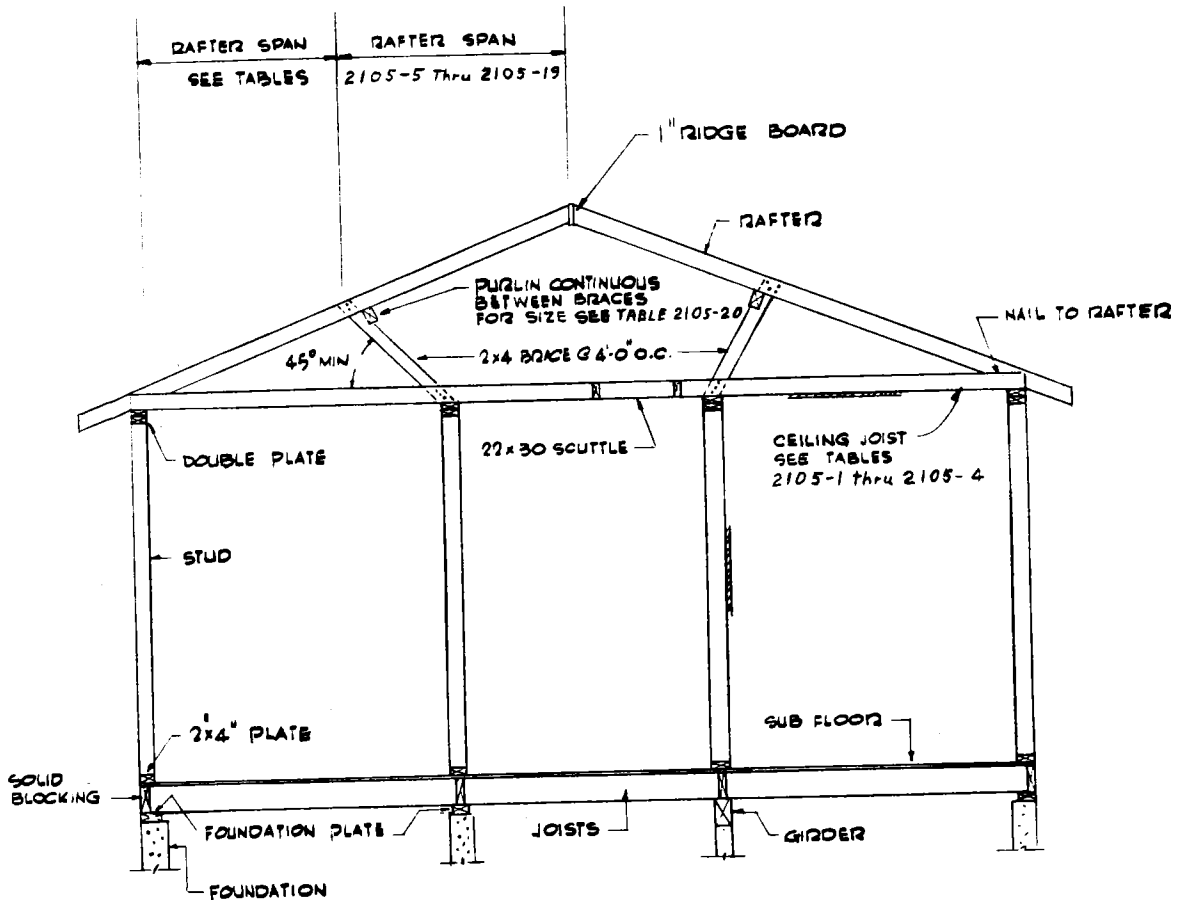 RAFTER SPAN RAFTER SPAN
SEE TABLES 2105-5 Thru 2105-19
1" RIDGE BOARD
RAFTER
PURLIN CONTINUOUS
BETWEEN BRACES
FOR SIZE SEE TABLE 2105-20
NAIL TO RAFTER
45° MIN
2x4 BRACE @ 4'-0" O.C.
22x30 SCUTTLE
CEILING JOIST
SEE TABLES
2105-1 thru 2105-4
DOUBLE PLATE
STUD
2"x4" PLATE
SUB FLOOR
SOLID
BLOCKING
FOUNDATION PLATE
JOISTS
GIRDER
FOUNDATION